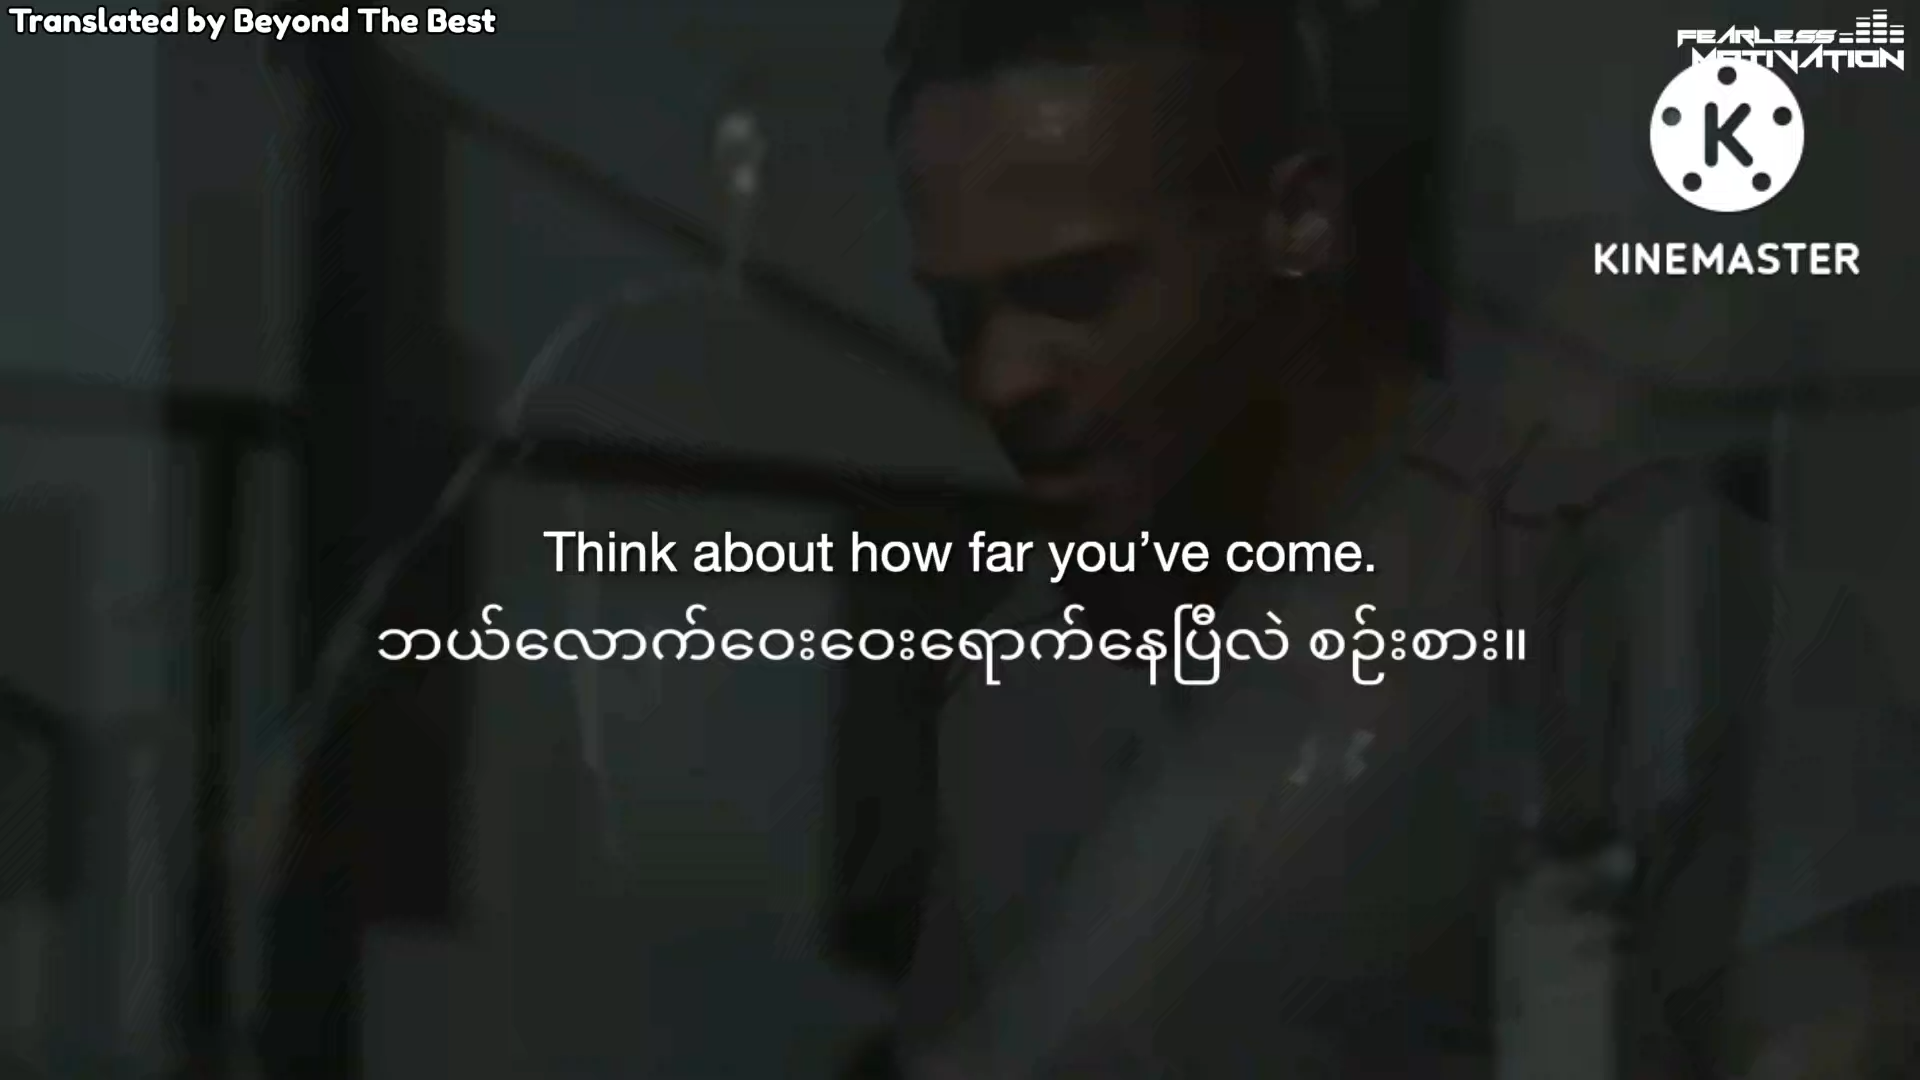 Translated by Beyond The Best
FEARLESS
MOTIVATION
K
KINEMASTER
Think about how far you’ve come.
ဘယ်လောက်ဝေးဝေးရောက်နေပြီလဲ စဉ်းစား။